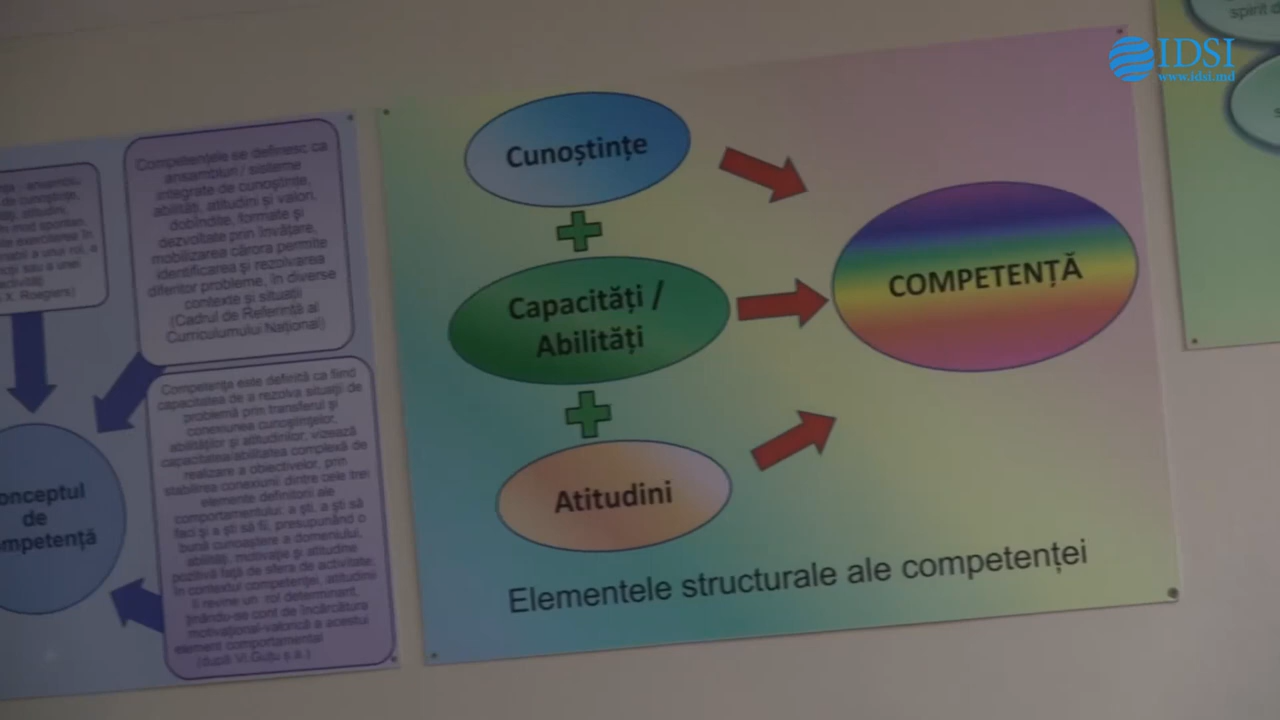 IDSI
www.idsi.md
spirit d
Competențele se definesc ca
ansambluri / sisteme
integrate de cunoștințe,
abilități, atitudini și valori,
dobîndite, formate și
dezvoltate prin învățare,
mobilizarea cărora permite
identificarea și rezolvarea
diferitor probleme, în diverse
contexte și situații
(Cadrul de Referință al
Curriculumului Național)
Competența este definită ca fiind
capacitatea de a rezolva situații de
problemă prin transferul și
conexiunea cunoștințelor,
abilităților și atitudinilor, vizează
capacitatea/abilitatea complexă de
realizare a obiectivelor, prin
stabilirea conexiunii dintre cele trei
elemente definitorii ale
comportamentului: a ști, a ști să
faci și a ști să fii, presupunând o
bună cunoaștere a domeniului,
abilități, motivație și atitudine
pozitivă față de sfera de activitate.
În contextul competenței, atitudinii
îi revine un rol determinant,
ținându-se cont de încărcătura
motivațional-valorică a acestui
element comportamental
(după Vl.Guțu ș.a.)
onceptul
de
mpetență
Cunoștințe
Capacități /
Abilități
Atitudini
COMPETENȚĂ
Elementele structurale ale competenței